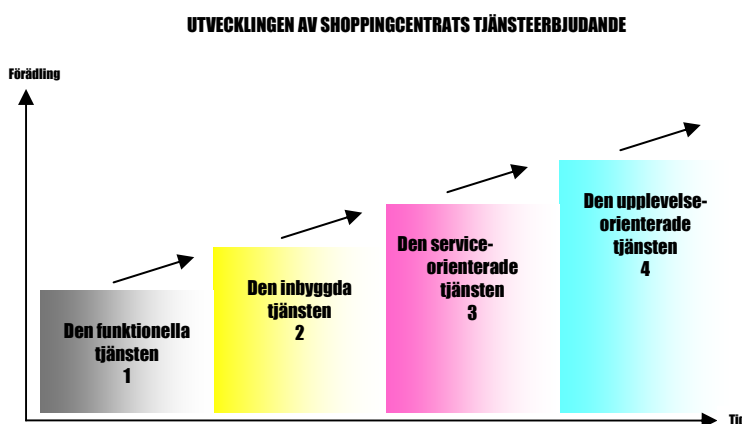 UTVECKLINGEN AV SHOPPINGCENTRATS TJÄNSTEERBJUDANDE
Förädling
Den funktionella
tjänsten
1
Den inbyggda
tjänsten
2
Den service-
orienterade
tjänsten
3
Den upplevelse-
orienterade
tjänsten
4